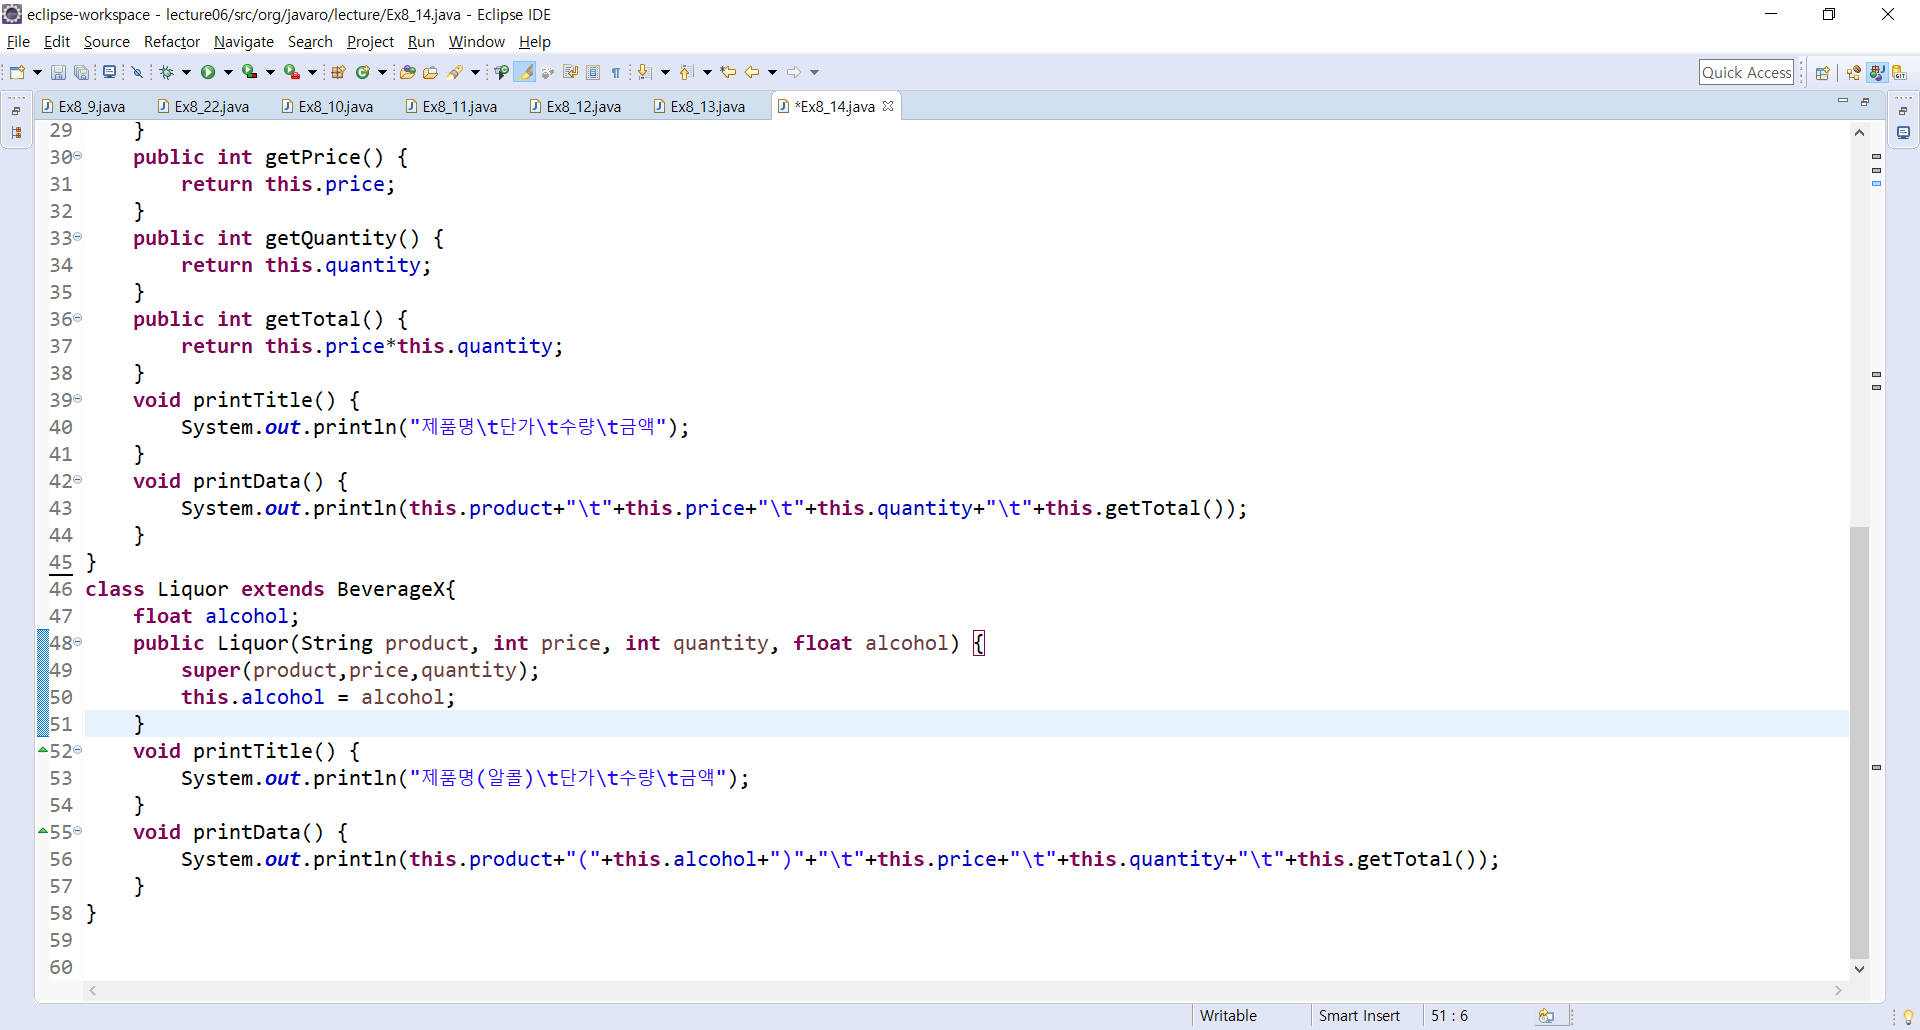 eclipse-workspace - lecture06/src/org/javaro/lecture/Ex8_14.java - Eclipse IDE
File Edit Source Refactor Navigate Search Project Run Window Help
Quick Access
Ex8_9.java Ex8_22.java Ex8_10.java Ex8_11.java Ex8_12.java Ex8_13.java *Ex8_14.java
29     }
30     public int getPrice() {
31         return this.price;
32     }
33     public int getQuantity() {
34         return this.quantity;
35     }
36     public int getTotal() {
37         return this.price*this.quantity;
38     }
39     void printTitle() {
40         System.out.println("제품명\t단가\t수량\t금액");
41     }
42     void printData() {
43         System.out.println(this.product+"\t"+this.price+"\t"+this.quantity+"\t"+this.getTotal());
44     }
45 }
46 class Liquor extends BeverageX{
47     float alcohol;
48     public Liquor(String product, int price, int quantity, float alcohol) {
49         super(product,price,quantity);
50         this.alcohol = alcohol;
51     }
52     void printTitle() {
53         System.out.println("제품명(알콜)\t단가\t수량\t금액");
54     }
55     void printData() {
56         System.out.println(this.product+"("+this.alcohol+")"+"\t"+this.price+"\t"+this.quantity+"\t"+this.getTotal());
57     }
58 }
59
60
Writable Smart Insert 51 : 6